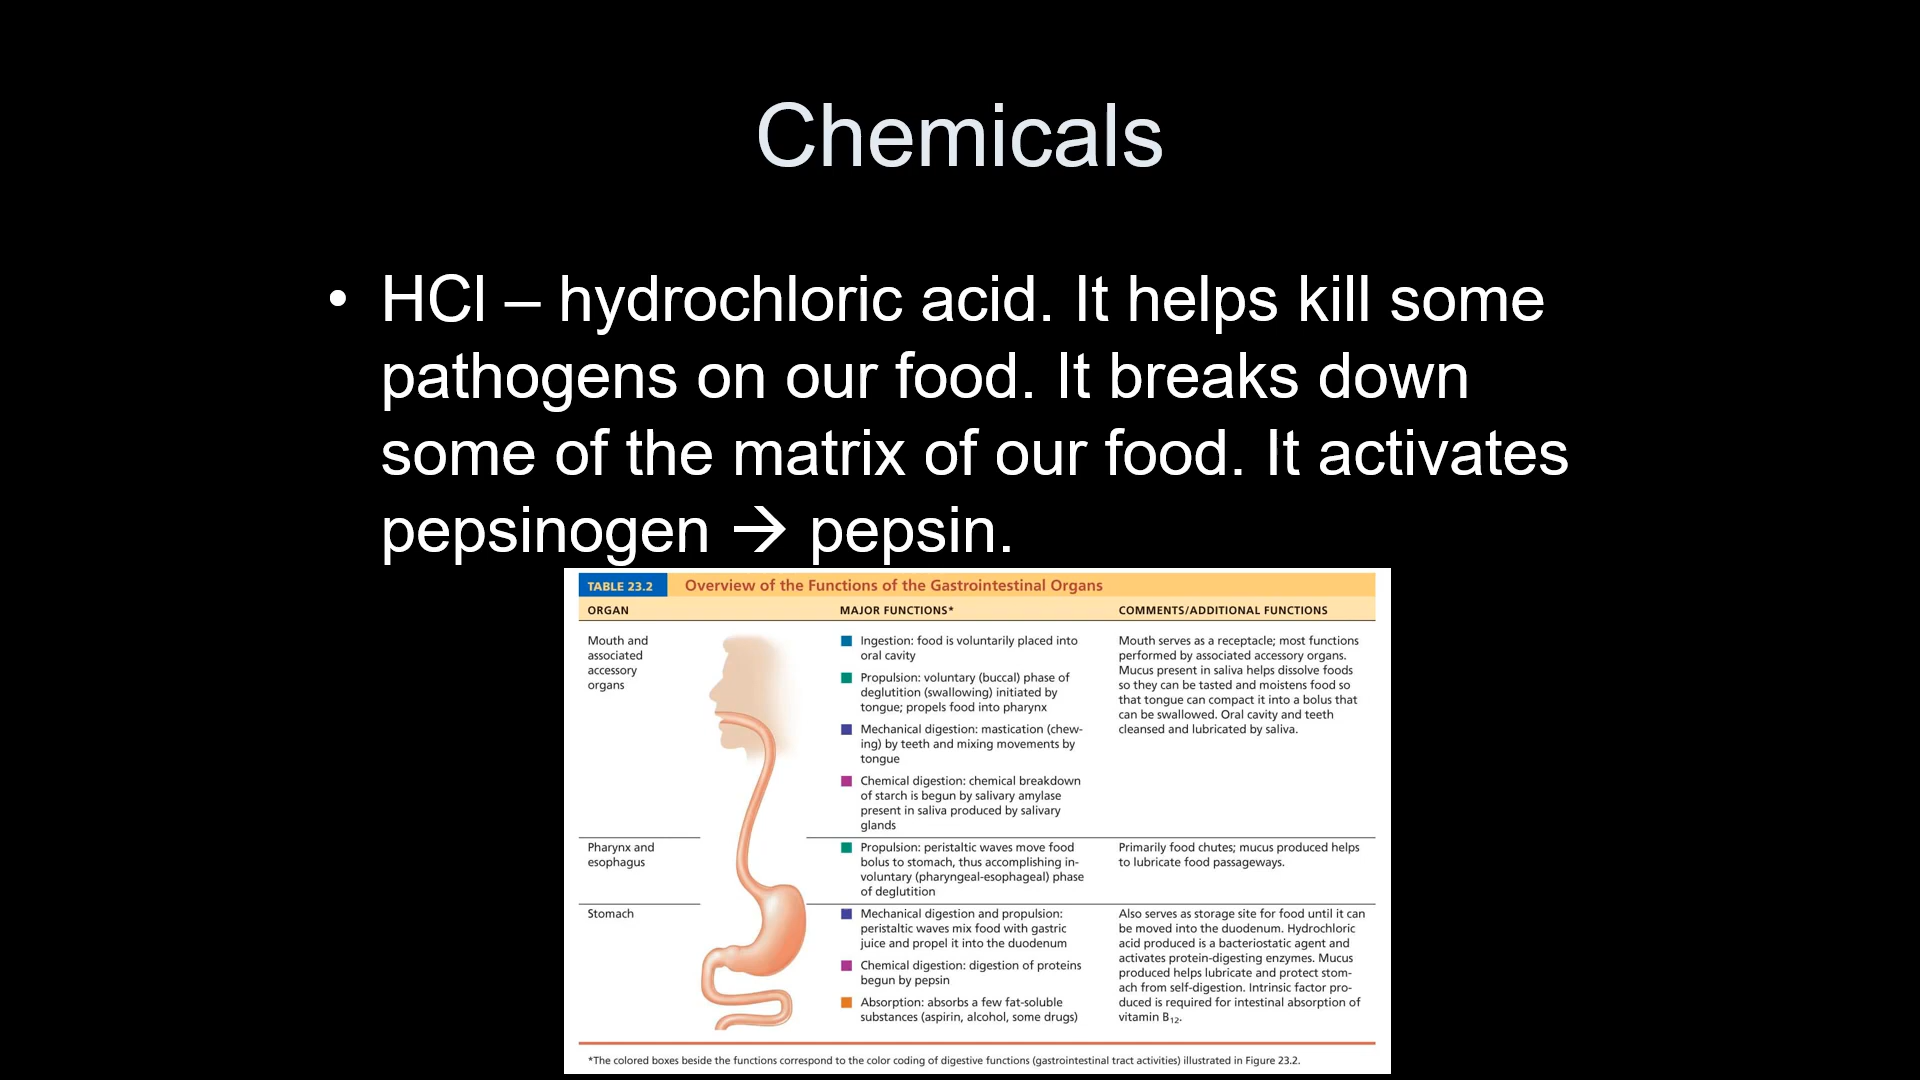 Chemicals
• HCl – hydrochloric acid. It helps kill some
pathogens on our food. It breaks down
some of the matrix of our food. It activates
pepsinogen → pepsin.
TABLE 23.2 Overview of the Functions of the Gastrointestinal Organs
ORGAN MAJOR FUNCTIONS* COMMENTS/ADDITIONAL FUNCTIONS
Mouth and
associated
accessory
organs
Ingestion: food is voluntarily placed into
oral cavity
Propulsion: voluntary (buccal) phase of
deglutition (swallowing) initiated by
tongue; propels food into pharynx
Mechanical digestion: mastication (chew-
ing) by teeth and mixing movements by
tongue
Chemical digestion: chemical breakdown
of starch is begun by salivary amylase
present in saliva produced by salivary
glands
Mouth serves as a receptacle; most functions
performed by associated accessory organs.
Mucus present in saliva helps dissolve foods
so they can be tasted and moistens food so
that tongue can compact it into a bolus that
can be swallowed. Oral cavity and teeth
cleansed and lubricated by saliva.
Pharynx and
esophagus
Propulsion: peristaltic waves move food
bolus to stomach, thus accomplishing in-
voluntary (pharyngeal-esophageal) phase
of deglutition
Primarily food chutes; mucus produced helps
to lubricate food passageways.
Stomach
Mechanical digestion and propulsion:
peristaltic waves mix food with gastric
juice and propel it into the duodenum
Chemical digestion: digestion of proteins
begun by pepsin
Absorption: absorbs a few fat-soluble
substances (aspirin, alcohol, some drugs)
Also serves as storage site for food until it can
be moved into the duodenum. Hydrochloric
acid produced is a bacteriostatic agent and
activates protein-digesting enzymes. Mucus
produced helps lubricate and protect stom-
ach from self-digestion. Intrinsic factor pro-
duced is required for intestinal absorption of
vitamin B₁₂.
*The colored boxes beside the functions correspond to the color coding of digestive functions (gastrointestinal tract activities) illustrated in Figure 23.2.